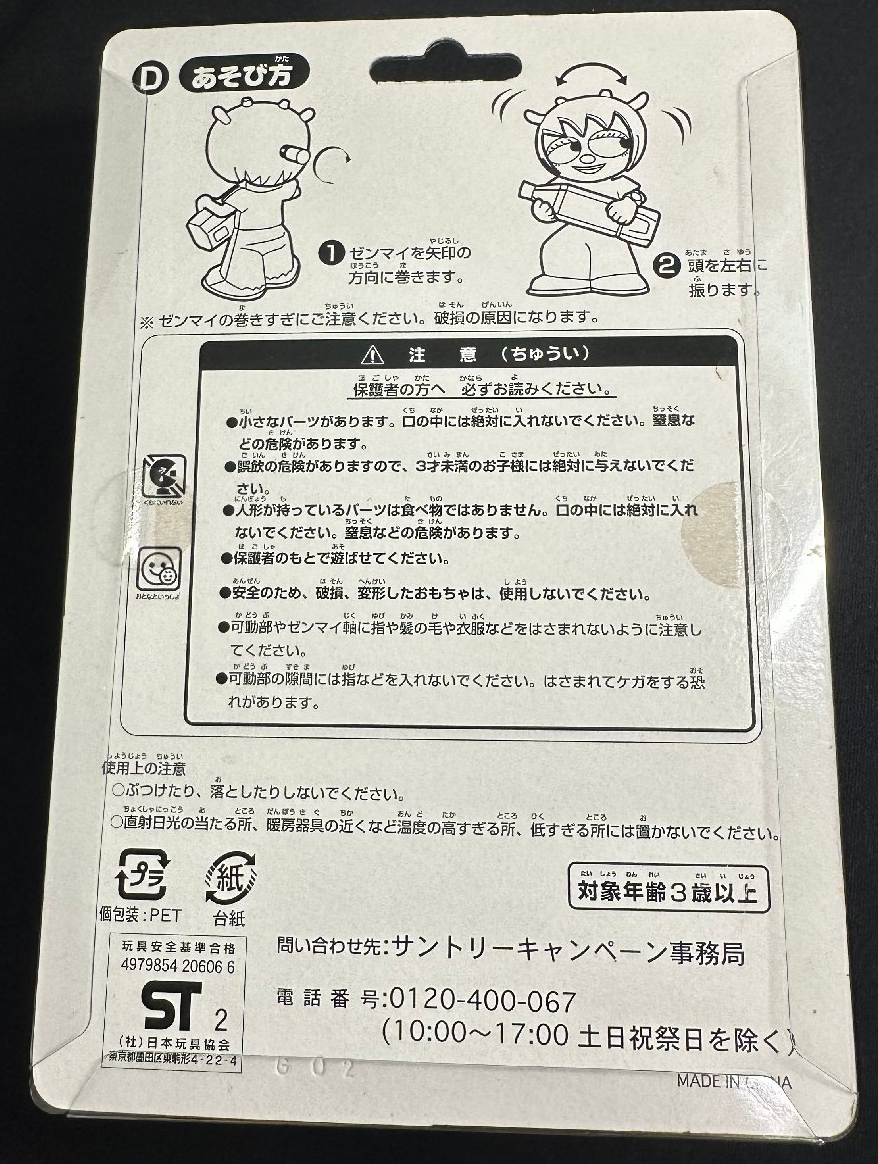 D あそび方
1 ゼンマイを矢印の
方向に巻きます。
2 頭を左右に
振ります。
※ ゼンマイの巻きすぎにご注意ください。破損の原因になります。
注 意 (ちゅうい)
保護者の方へ 必ずお読みください。
●小さなパーツがあります。口の中には絶対に入れないでください。窒息な
どの危険があります。
●誤飲の危険がありますので、3才未満のお子様には絶対に与えないでくだ
さい。
●人形が持っているパーツは食べ物ではありません。口の中には絶対に入れ
ないでください。窒息などの危険があります。
●保護者のもとで遊ばせてください。
●安全のため、破損、変形したおもちゃは、使用しないでください。
●可動部やゼンマイ軸に指や髪の毛や衣服などをはさまれないように注意し
てください。
●可動部の隙間には指などを入れないでください。はさまれてケガをする恐
れがあります。
おとなといっしょ
使用上の注意
○ぶつけたり、落としたりしないでください。
○直射日光の当たる所、暖房器具の近くなど温度の高すぎる所、低すぎる所には置かないでください。
プラ
紙
個包装:PET
台紙
対象年齢3歳以上
玩具安全基準合格
4979854 20606 6
ST 2
(社)日本玩具協会
東京都墨田区東駒形4-22-4
問い合わせ先:サントリーキャンペーン事務局
電話番号:0120-400-067
(10:00～17:00 土日祝祭日を除く)
G02
MADE IN